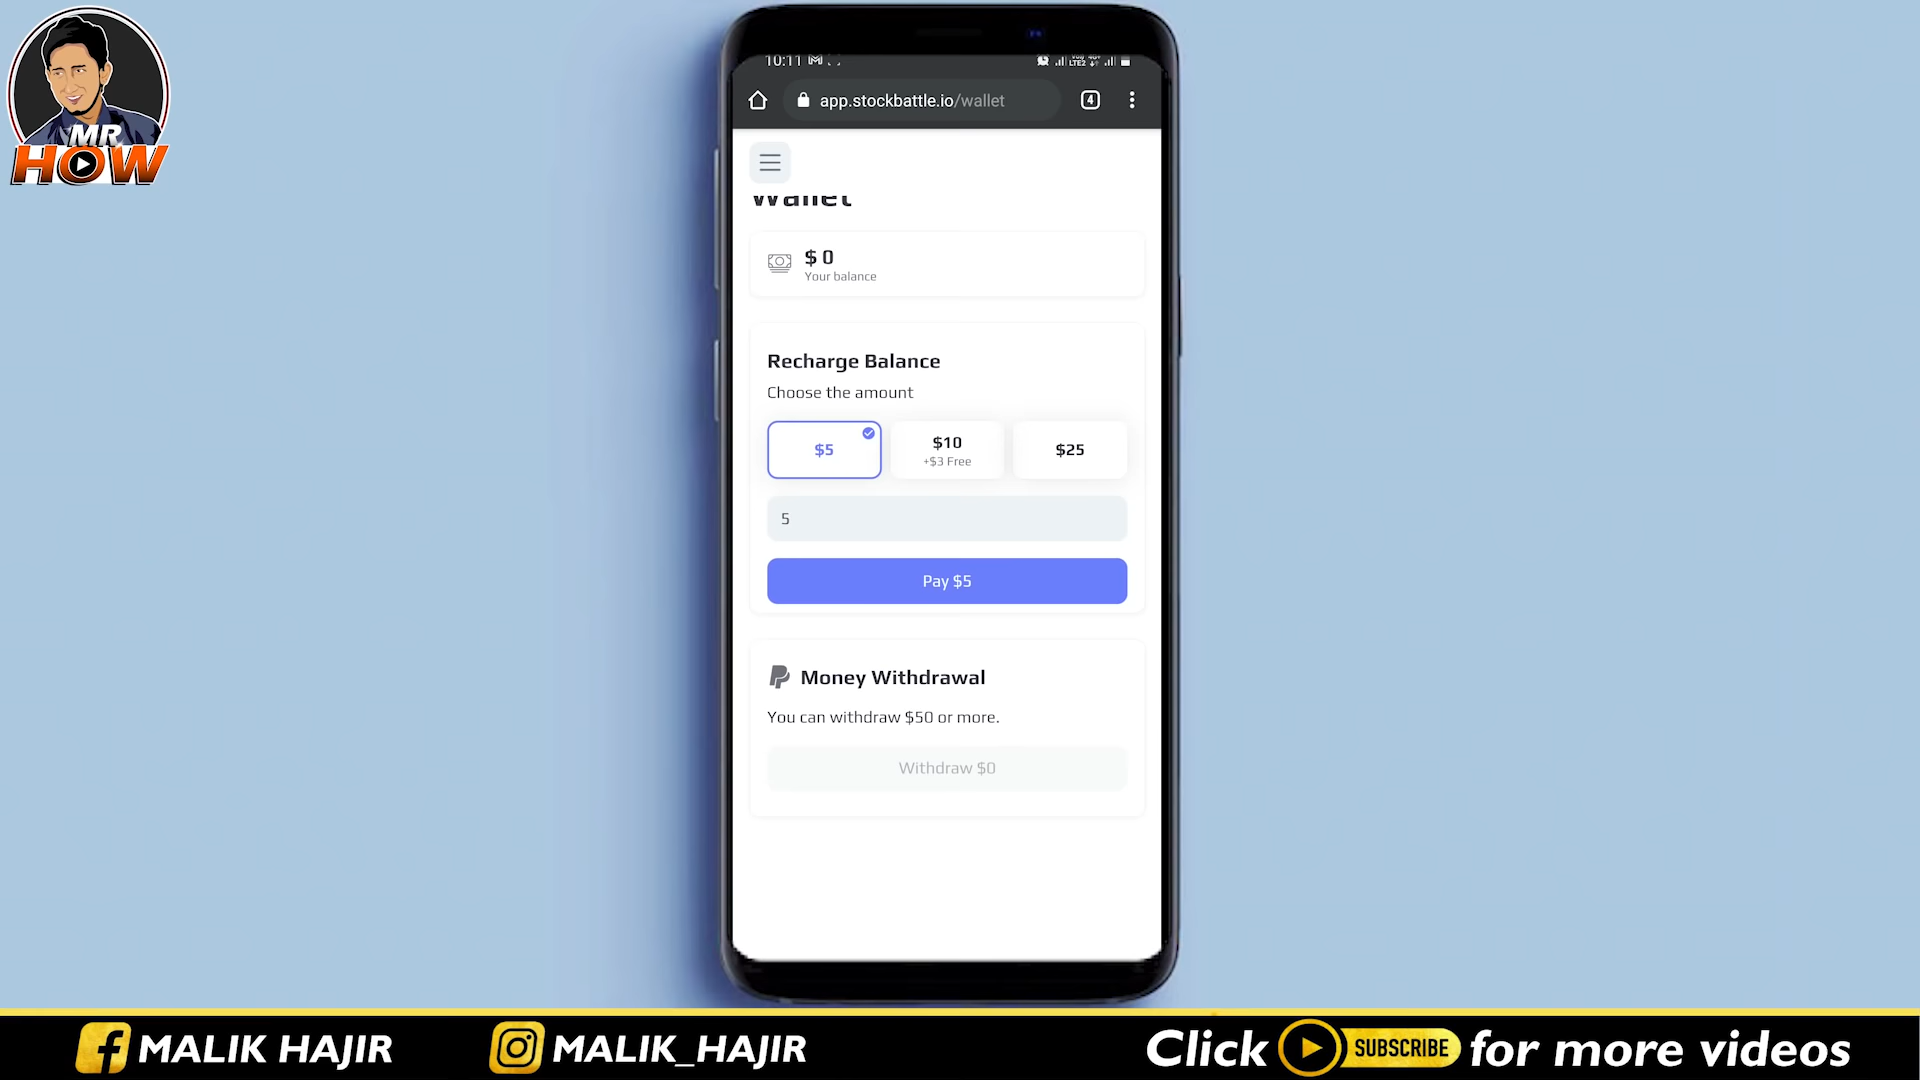 MR
HOW
10:11
LTE2
app.stockbattle.io/wallet
4
Wallet
$ 0
Your balance
Recharge Balance
Choose the amount
$5
$10
+$3 Free
$25
5
Pay $5
Money Withdrawal
You can withdraw $50 or more.
Withdraw $0
MALIK HAJIR
MALIK_HAJIR
Click SUBSCRIBE for more videos